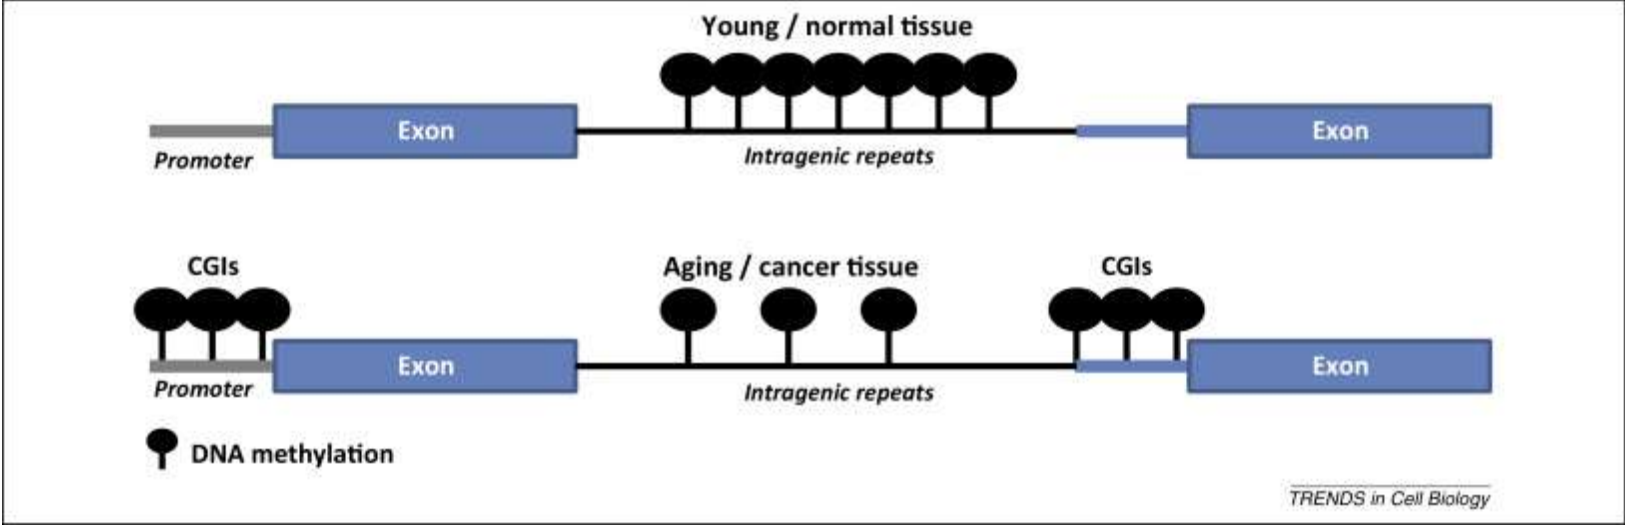 Young / normal tissue
Exon
Exon
Promoter
Intragenic repeats
CGIs
Aging / cancer tissue
CGIs
Exon
Exon
Promoter
Intragenic repeats
DNA methylation
TRENDS in Cell Biology